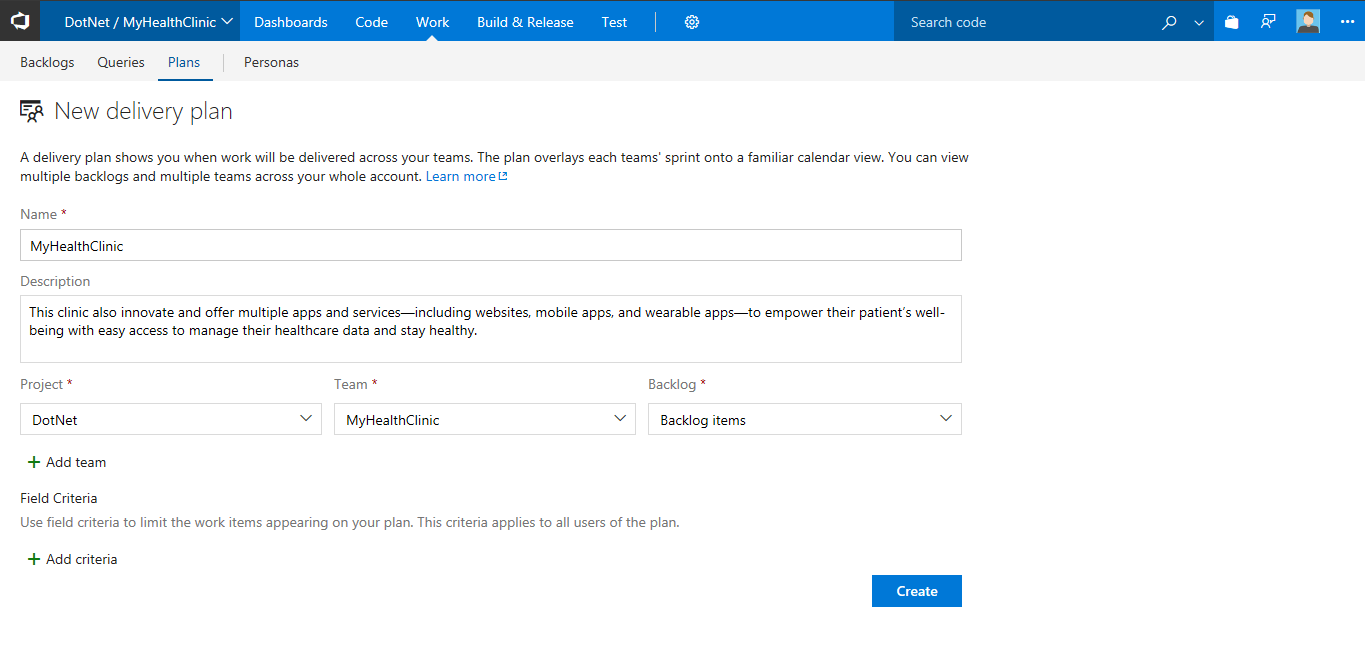 DotNet / MyHealthClinic Dashboards Code Work Build & Release Test Search code
Backlogs Queries Plans Personas
New delivery plan
A delivery plan shows you when work will be delivered across your teams. The plan overlays each teams' sprint onto a familiar calendar view. You can view
multiple backlogs and multiple teams across your whole account. Learn more
Name *
MyHealthClinic
Description
This clinic also innovate and offer multiple apps and services—including websites, mobile apps, and wearable apps—to empower their patient’s well-
being with easy access to manage their healthcare data and stay healthy.
Project * Team * Backlog *
DotNet MyHealthClinic Backlog items
+ Add team
Field Criteria
Use field criteria to limit the work items appearing on your plan. This criteria applies to all users of the plan.
+ Add criteria
Create